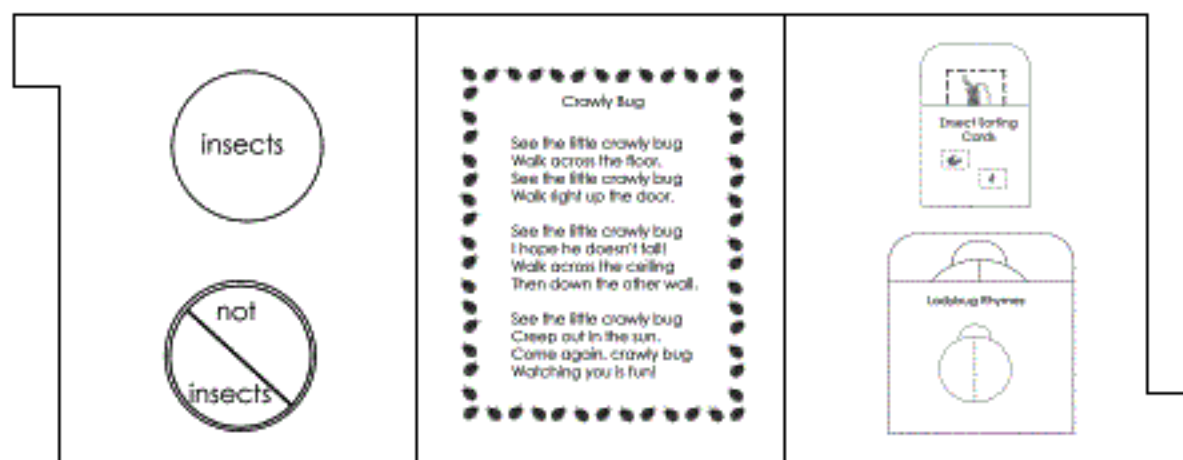 insects
not
insects
Crawly Bug
See the little crawly bug
Walk across the floor.
See the little crawly bug
Walk right up the door.
See the little crawly bug
I hope he doesn't fall!
Walk across the ceiling
Then down the other wall.
See the little crawly bug
Creep out in the sun.
Come again, crawly bug
Watching you is fun!
Insect Sorting
Cards
Ladybug Rhymes